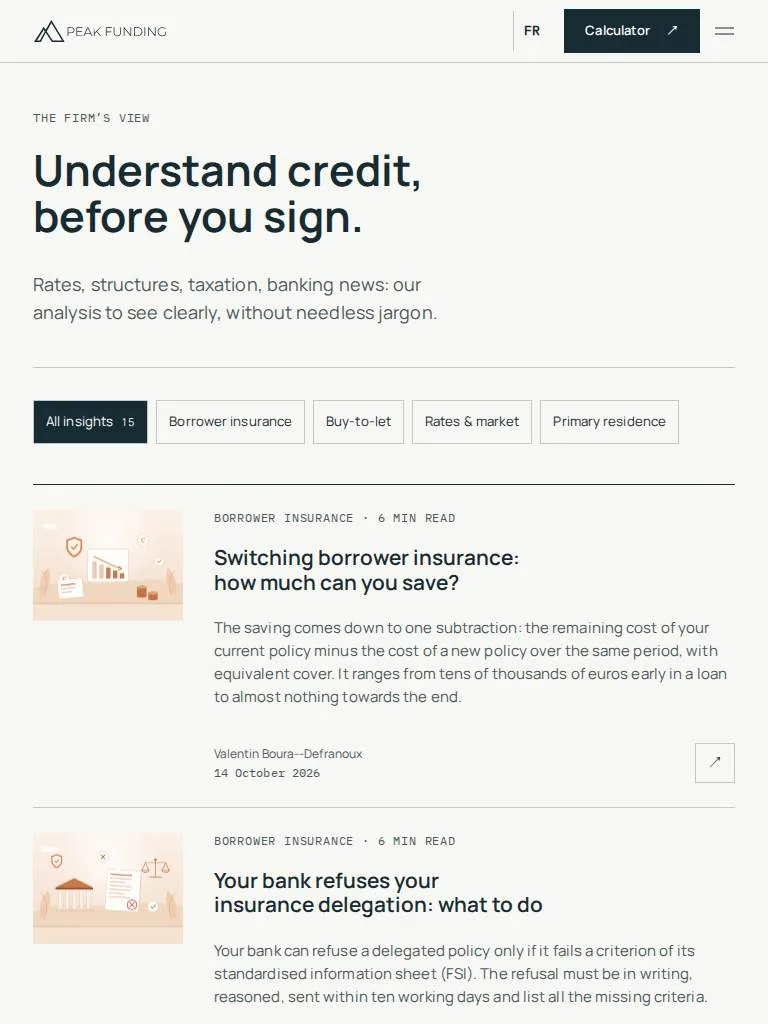 PEAK FUNDING
FR
Calculator ↗
THE FIRM'S VIEW
Understand credit,
before you sign.
Rates, structures, taxation, banking news: our
analysis to see clearly, without needless jargon.
All insights 15
Borrower insurance
Buy-to-let
Rates & market
Primary residence
BORROWER INSURANCE · 6 MIN READ
Switching borrower insurance:
how much can you save?
The saving comes down to one subtraction: the remaining cost of your
current policy minus the cost of a new policy over the same period, with
equivalent cover. It ranges from tens of thousands of euros early in a loan
to almost nothing towards the end.
Valentin Boura--Defranoux
14 October 2026
↗
BORROWER INSURANCE · 6 MIN READ
Your bank refuses your
insurance delegation: what to do
Your bank can refuse a delegated policy only if it fails a criterion of its
standardised information sheet (FSI). The refusal must be in writing,
reasoned, sent within ten working days and list all the missing criteria.